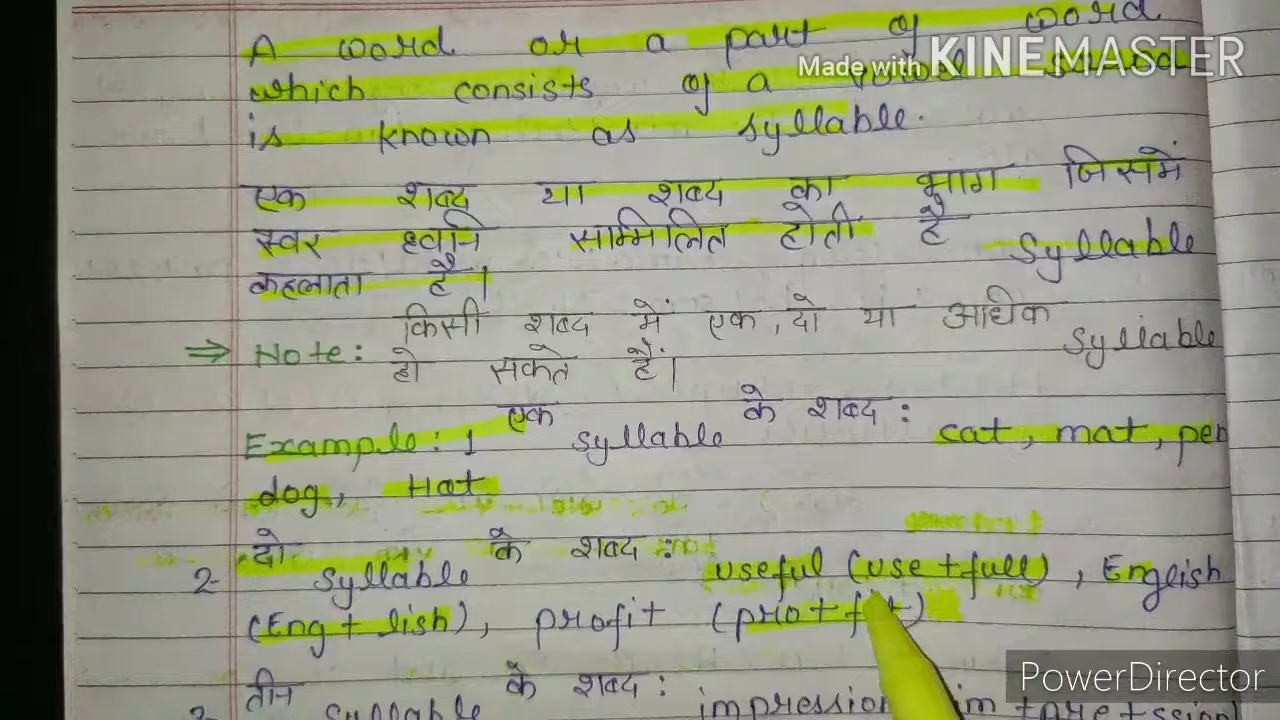 A word or a part of word
Made with KINEMASTER
which consists of a sound
is known as syllable.
एक शब्द या शब्द का भाग जिसमें
स्वर ध्वनि सम्मिलित होती है Syllable
कहलाता है।
⇒ Note: किसी शब्द में एक, दो या अधिक Syllable
हो सकते हैं।
Example: 1 एक syllable के शब्द: cat, mat, pen
dog, Hat
2- दो syllable के शब्द: useful (use+full), English
(Eng + lish), profit (pro+fit)
तीन syllable के शब्द: impression
PowerDirector